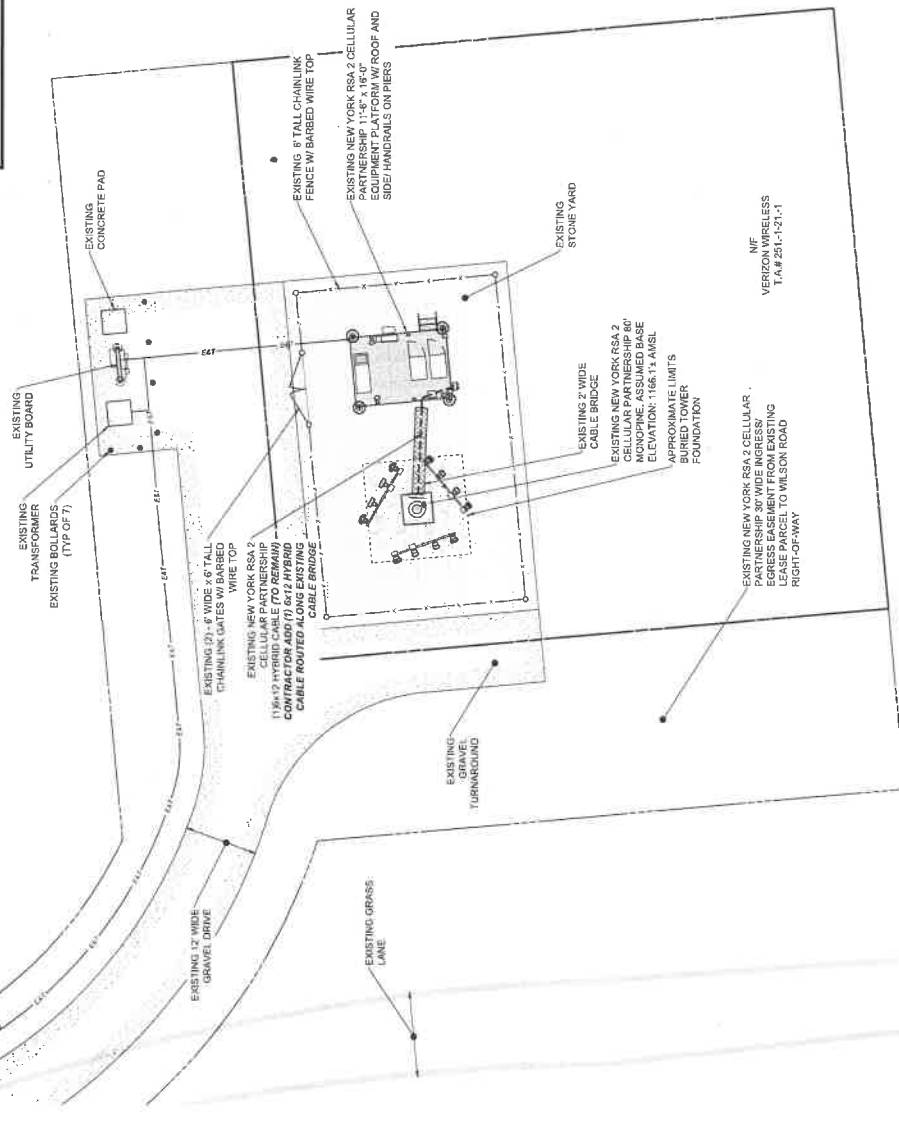 EXISTING
CONCRETE PAD
EXISTING
UTILITY BOARD
EXISTING
TRANSFORMER
EXISTING BOLLARDS
(TYP OF 7)
EXISTING (2) - 6' WIDE x 6' TALL
CHAINLINK GATES W/ BARBED
WIRE TOP
EXISTING NEW YORK RSA 2
CELLULAR PARTNERSHIP
(1)6x12 HYBRID CABLE (TO REMAIN)
CONTRACTOR ADD (1) 6x12 HYBRID
CABLE ROUTED ALONG EXISTING
CABLE BRIDGE
EXISTING 6' TALL CHAINLINK
FENCE W/ BARBED WIRE TOP
EXISTING NEW YORK RSA 2 CELLULAR
PARTNERSHIP 11'-6" x 16'-0"
EQUIPMENT PLATFORM W/ ROOF AND
SIDE/ HANDRAILS ON PIERS
EXISTING
STONE YARD
EXISTING 2' WIDE
CABLE BRIDGE
EXISTING NEW YORK RSA 2
CELLULAR PARTNERSHIP 80'
MONOPINE, ASSUMED BASE
ELEVATION: 1166.1'± AMSL
APPROXIMATE LIMITS
BURIED TOWER
FOUNDATION
N/F
VERIZON WIRELESS
T.A.# 251.-1-21.-1
EXISTING NEW YORK RSA 2 CELLULAR
PARTNERSHIP 30' WIDE INGRESS/
EGRESS EASEMENT FROM EXISTING
LEASE PARCEL TO WILSON ROAD
RIGHT-OF-WAY
EXISTING
GRAVEL
TURNAROUND
EXISTING 12' WIDE
GRAVEL DRIVE
EXISTING GRASS
LANE
E&T
E&T
E&T
E&T
E&T
E&T
E&T
E&T